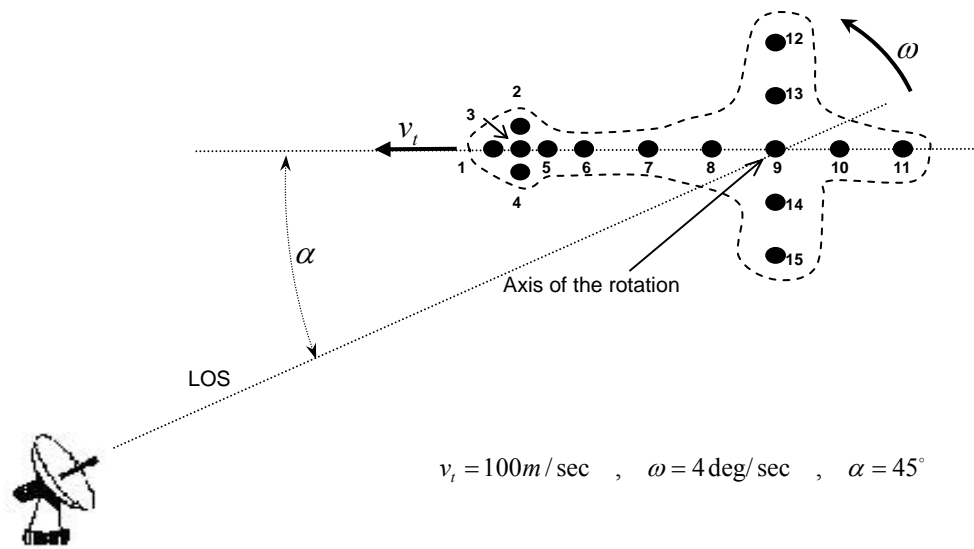 12
ω
2
13
3
v_t
1
5
6
7
8
9
10
11
4
14
α
15
Axis of the rotation
LOS
v_t = 100m / sec , ω = 4 deg/ sec , α = 45°